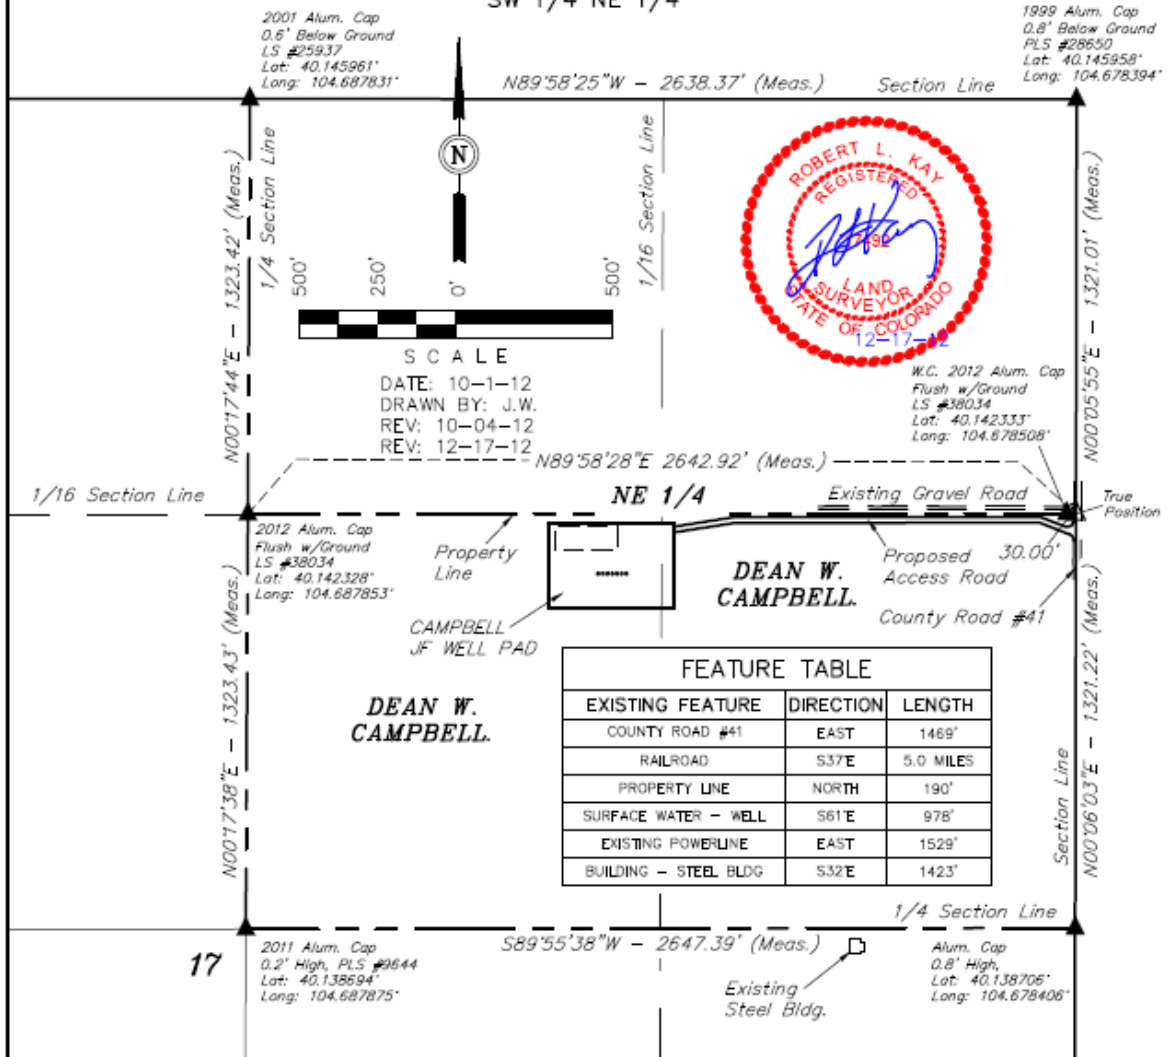 SW 1/4 NE 1/4
2001 Alum. Cap
0.6' Below Ground
LS #25937
Lat: 40.145961°
Long: 104.687831°
1999 Alum. Cap
0.8' Below Ground
PLS #28650
Lat: 40.145958°
Long: 104.678394°
N89°58'25"W - 2638.37' (Meas.)
Section Line
N00°17'44"E - 1323.42' (Meas.)
1/4 Section Line
N
1/16 Section Line
ROBERT L. KAY
REGISTERED
LAND
SURVEYOR
STATE OF COLORADO
12-17-12
N00°05'55"E - 1321.01' (Meas.)
500'
250'
0'
500'
SCALE
DATE: 10-1-12
DRAWN BY: J.W.
REV: 10-04-12
REV: 12-17-12
W.C. 2012 Alum. Cap
Flush w/Ground
LS #38034
Lat: 40.142333°
Long: 104.678508°
N89°58'28"E 2642.92' (Meas.)
1/16 Section Line
NE 1/4
Existing Gravel Road
True
Position
2012 Alum. Cap
Flush w/Ground
LS #38034
Lat: 40.142328°
Long: 104.687853°
Property
Line
Proposed
Access Road
30.00'
DEAN W.
CAMPBELL.
County Road #41
CAMPBELL
JF WELL PAD
DEAN W.
CAMPBELL.
N00°17'38"E - 1323.43' (Meas.)
FEATURE TABLE
EXISTING FEATURE DIRECTION LENGTH
COUNTY ROAD #41 EAST 1469'
RAILROAD S37°E 5.0 MILES
PROPERTY LINE NORTH 190'
SURFACE WATER - WELL S61°E 978'
EXISTING POWERLINE EAST 1529'
BUILDING - STEEL BLDG S32°E 1423'
Section Line
N00°06'03"E - 1321.22' (Meas.)
1/4 Section Line
17
2011 Alum. Cap
0.2' High, PLS #9644
Lat: 40.138694°
Long: 104.687875°
S89°55'38"W - 2647.39' (Meas.)
Existing
Steel Bldg.
Alum. Cap
0.8' High,
Lat: 40.138706°
Long: 104.678406°